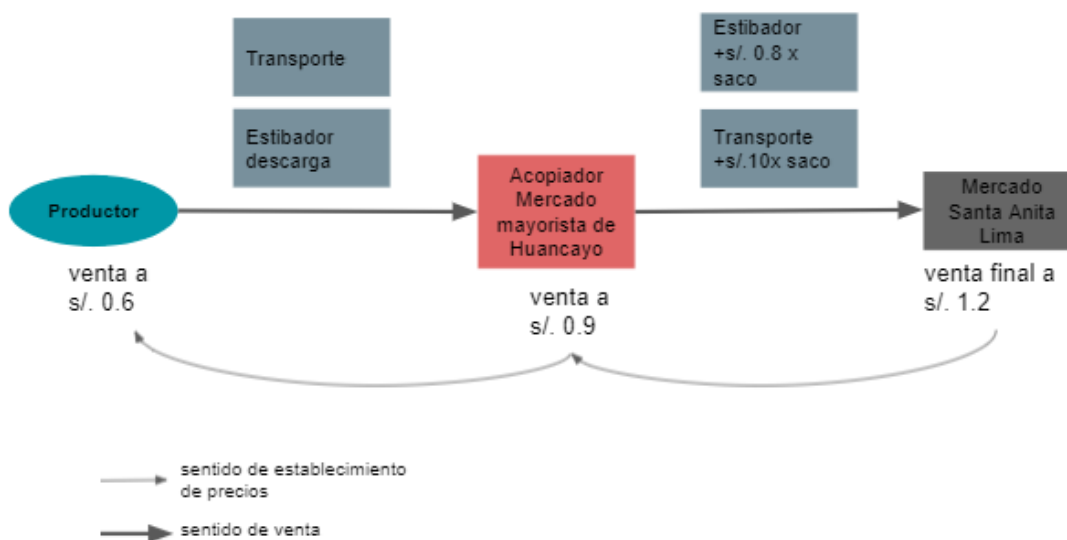 Transporte
Estibador
+s/. 0.8 x
saco
Estibador
descarga
Transporte
+s/.10x saco
Productor
Acopiador
Mercado
mayorista de
Huancayo
Mercado
Santa Anita
Lima
venta a
s/. 0.6
venta a
s/. 0.9
venta final a
s/. 1.2
sentido de establecimiento
de precios
sentido de venta